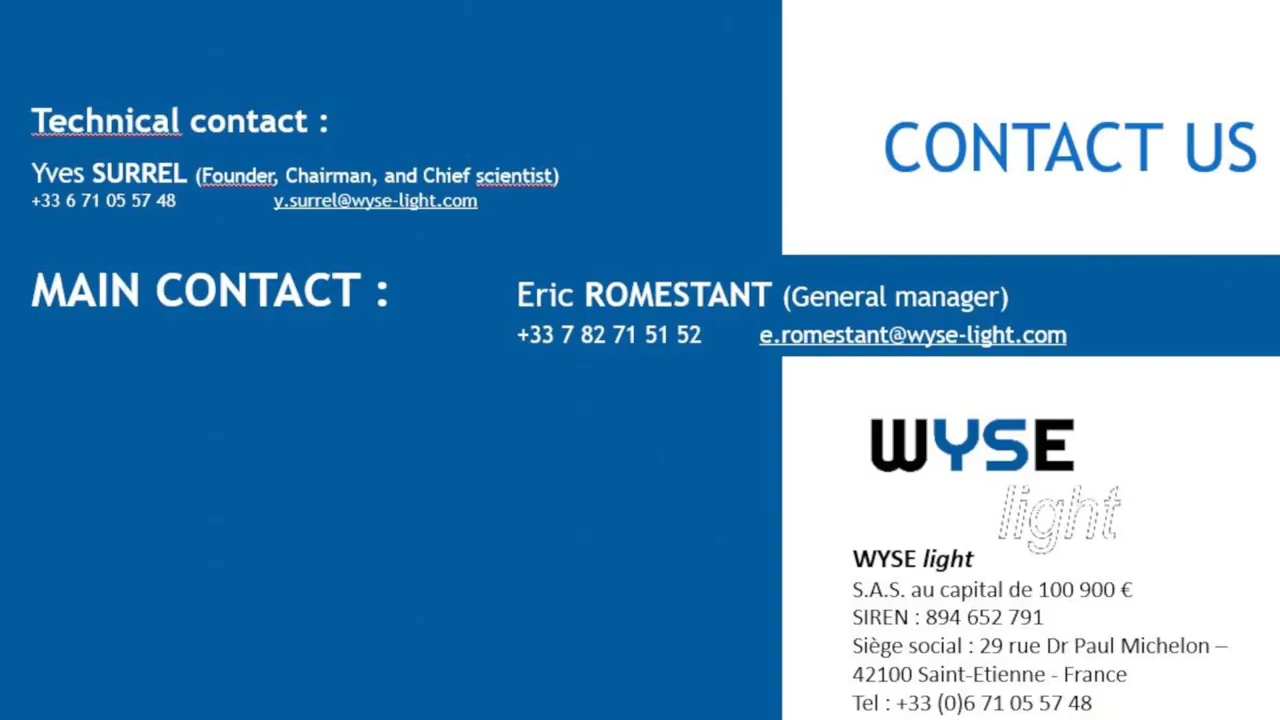 Technical contact :
Yves SURREL (Founder, Chairman, and Chief scientist)
+33 6 71 05 57 48 y.surrel@wyse-light.com
CONTACT US
MAIN CONTACT :
Eric ROMESTANT (General manager)
+33 7 82 71 51 52 e.romestant@wyse-light.com
WYSE
light
WYSE light
S.A.S. au capital de 100 900 €
SIREN : 894 652 791
Siège social : 29 rue Dr Paul Michelon –
42100 Saint-Etienne - France
Tel : +33 (0)6 71 05 57 48